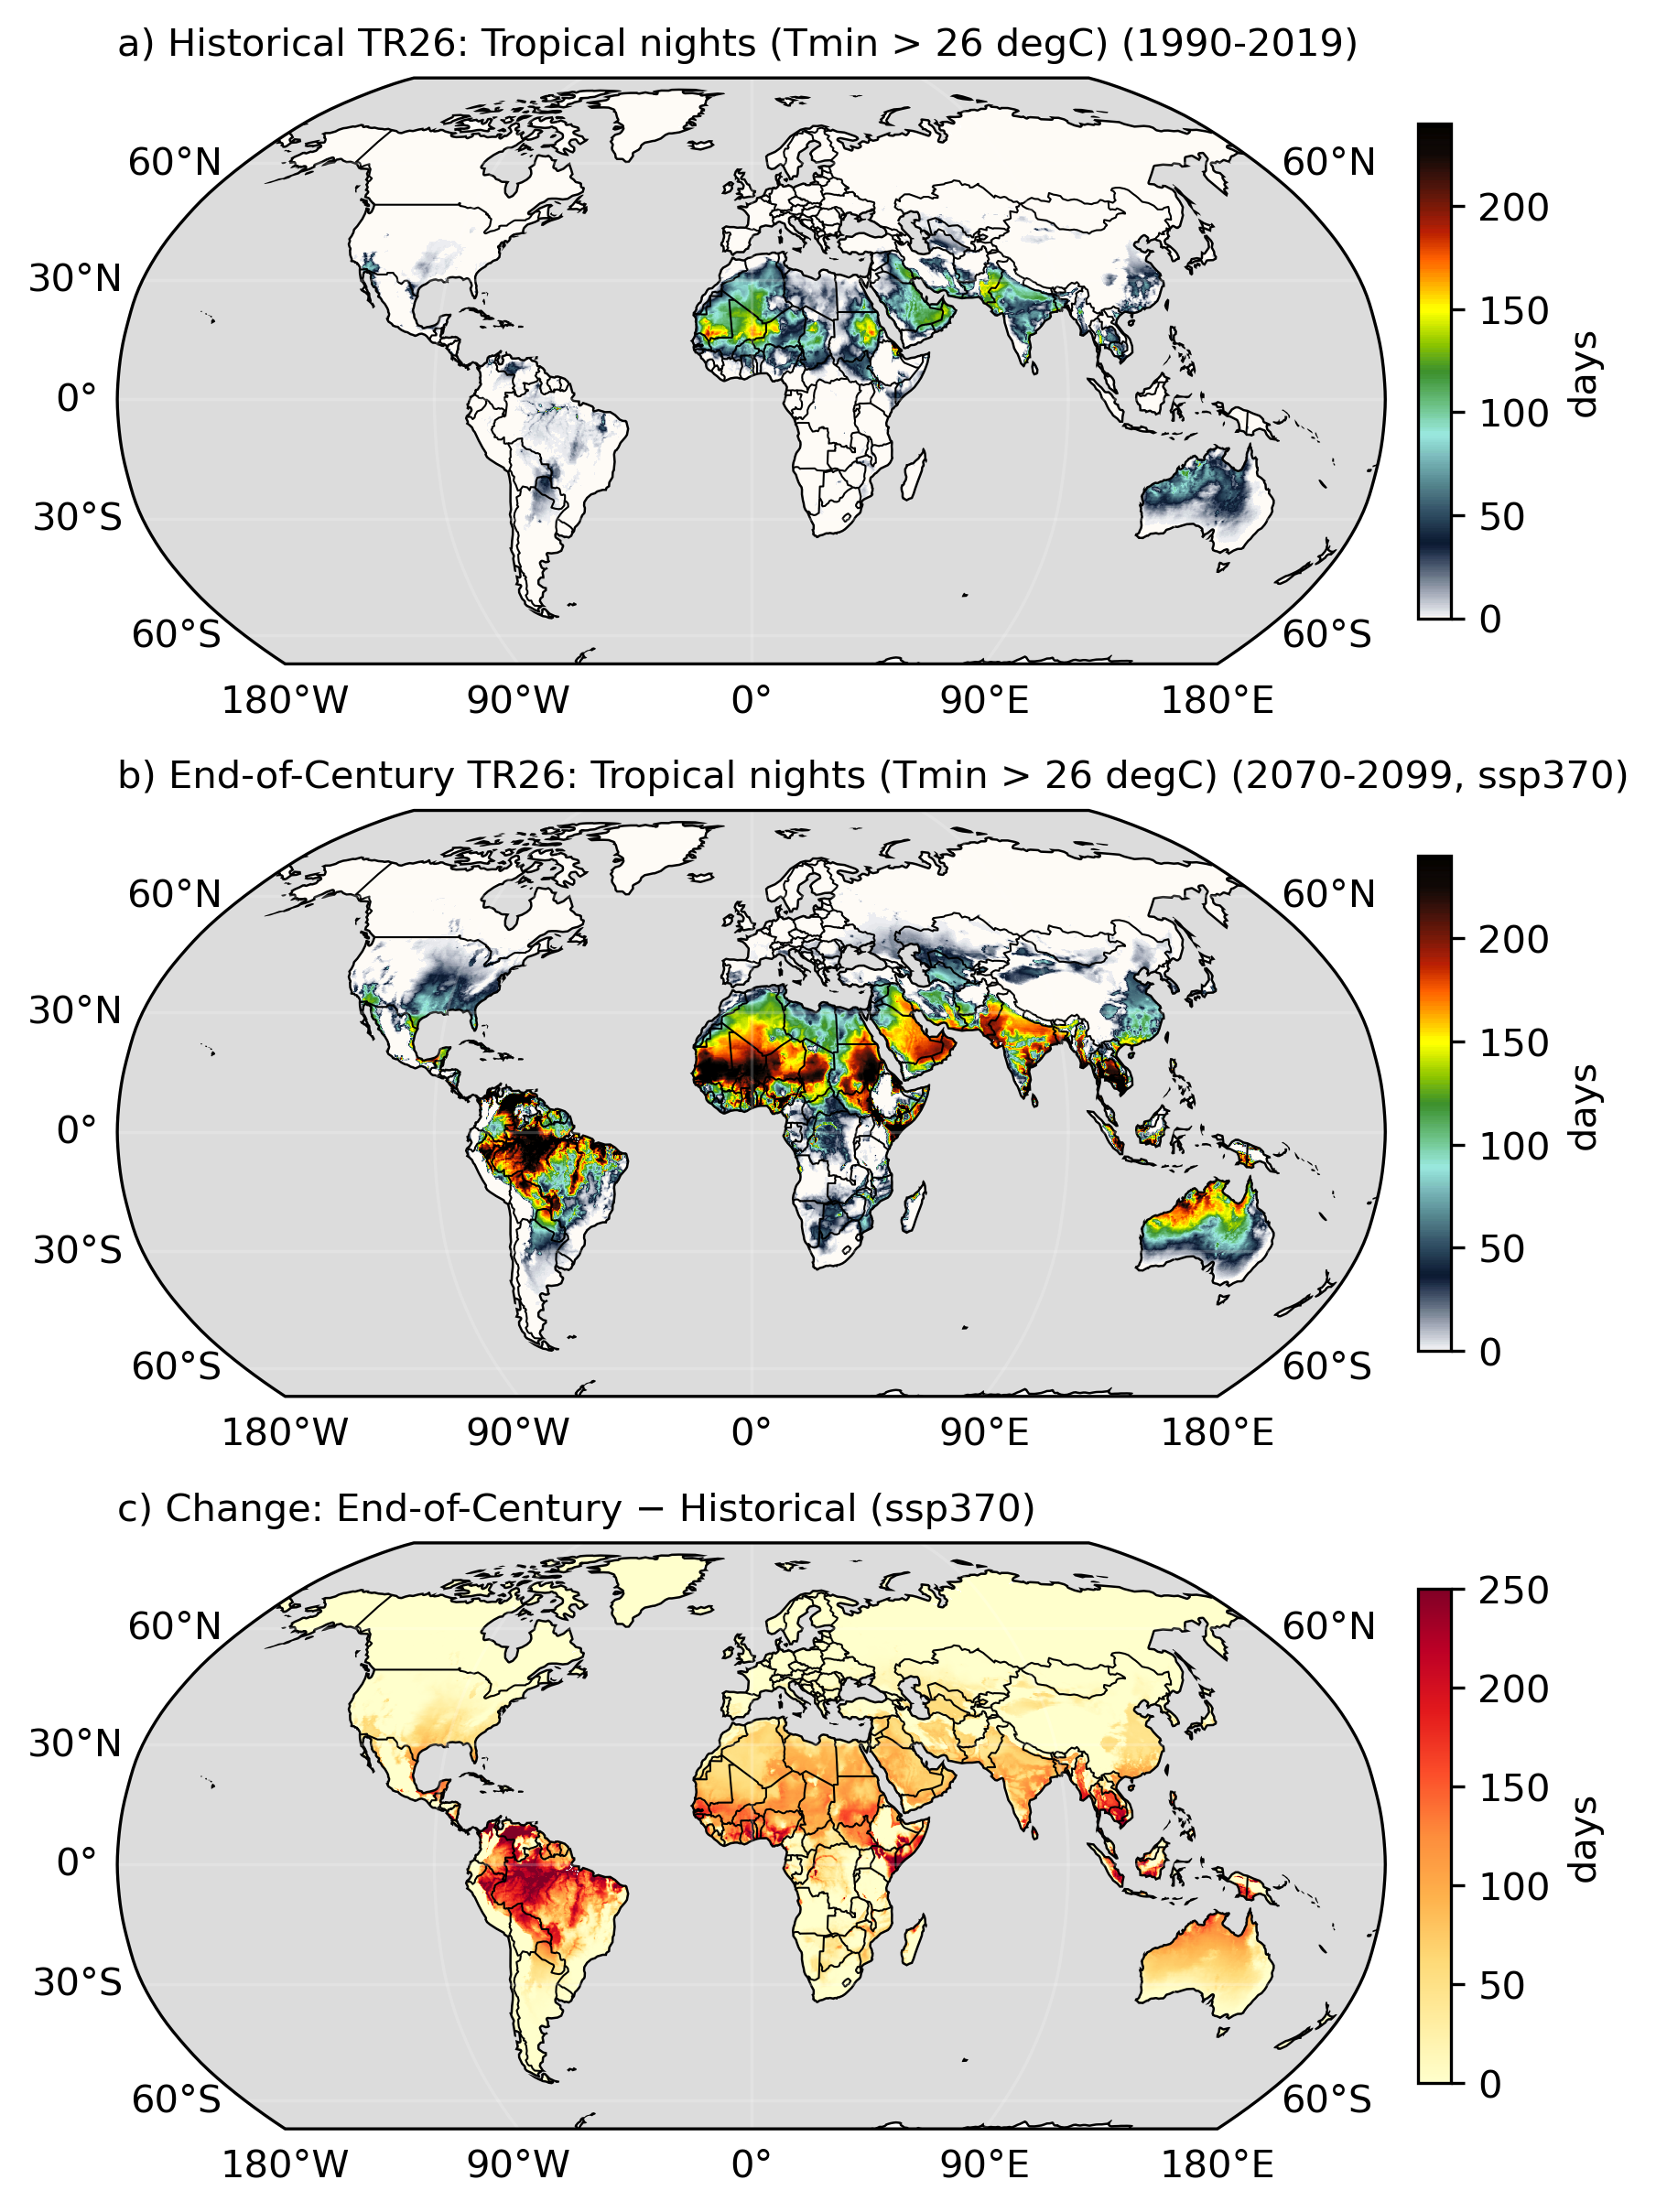 a) Historical TR26: Tropical nights (Tmin > 26 degC) (1990-2019)
60°N 60°N
30°N
0°
30°S
60°S 60°S
180°W 90°W 0° 90°E 180°E
200
150
100
50
0
days
b) End-of-Century TR26: Tropical nights (Tmin > 26 degC) (2070-2099, ssp370)
60°N 60°N
30°N
0°
30°S
60°S 60°S
180°W 90°W 0° 90°E 180°E
200
150
100
50
0
days
c) Change: End-of-Century − Historical (ssp370)
60°N 60°N
30°N
0°
30°S
60°S 60°S
180°W 90°W 0° 90°E 180°E
250
200
150
100
50
0
days